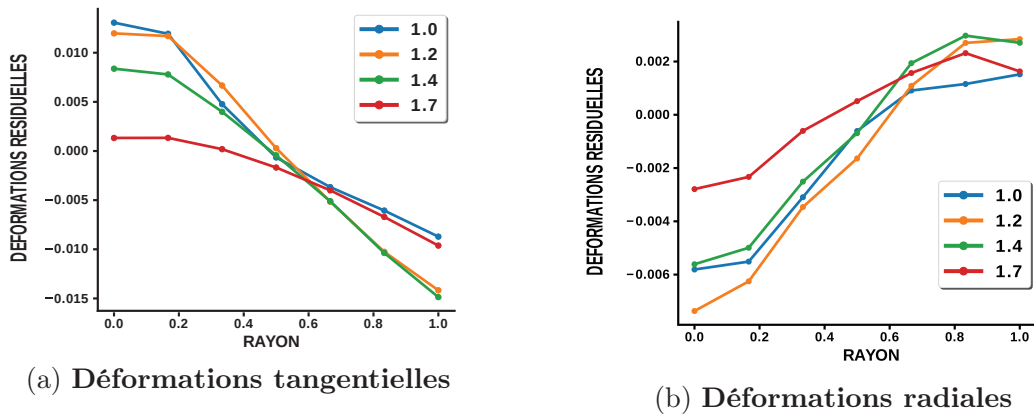 DEFORMATIONS RESIDUELLES
0.010
0.005
0.000
−0.005
−0.010
−0.015
1.0
1.2
1.4
1.7
0.0 0.2 0.4 0.6 0.8 1.0
RAYON
(a) Déformations tangentielles
DEFORMATIONS RESIDUELLES
0.002
0.000
−0.002
−0.004
−0.006
1.0
1.2
1.4
1.7
0.0 0.2 0.4 0.6 0.8 1.0
RAYON
(b) Déformations radiales